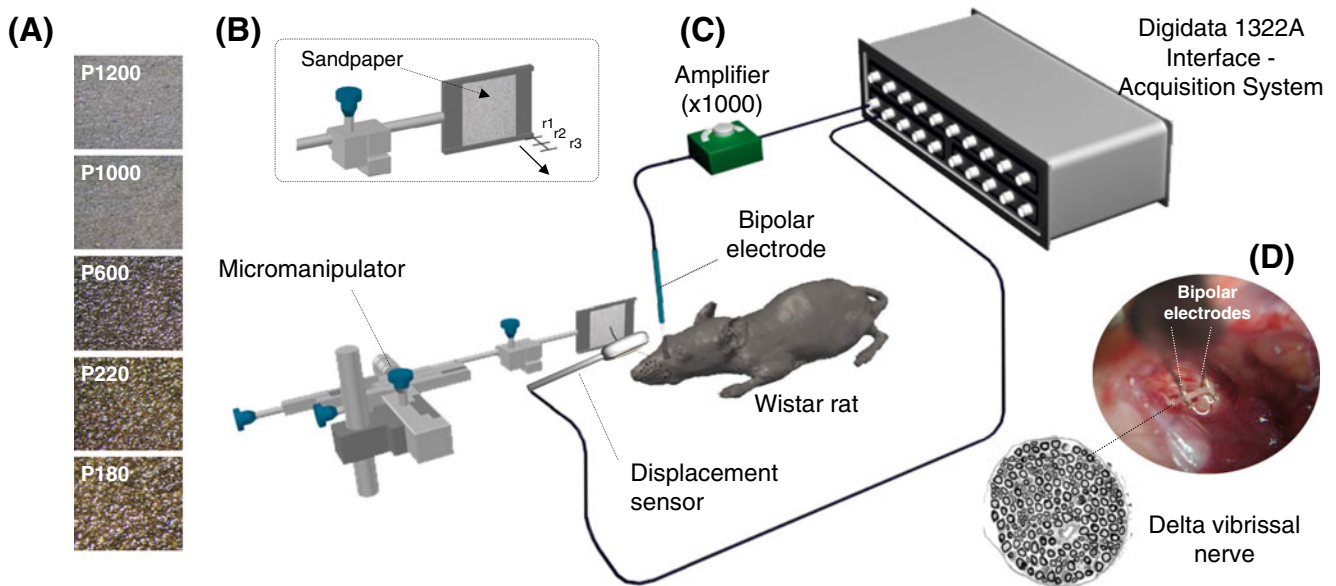 (A)
P1200
P1000
P600
P220
P180
(B)
Sandpaper
r1
r2
r3
Micromanipulator
(C)
Amplifier
(x1000)
Digidata 1322A
Interface -
Acquisition System
Bipolar
electrode
Wistar rat
Displacement
sensor
(D)
Bipolar
electrodes
Delta vibrissal
nerve